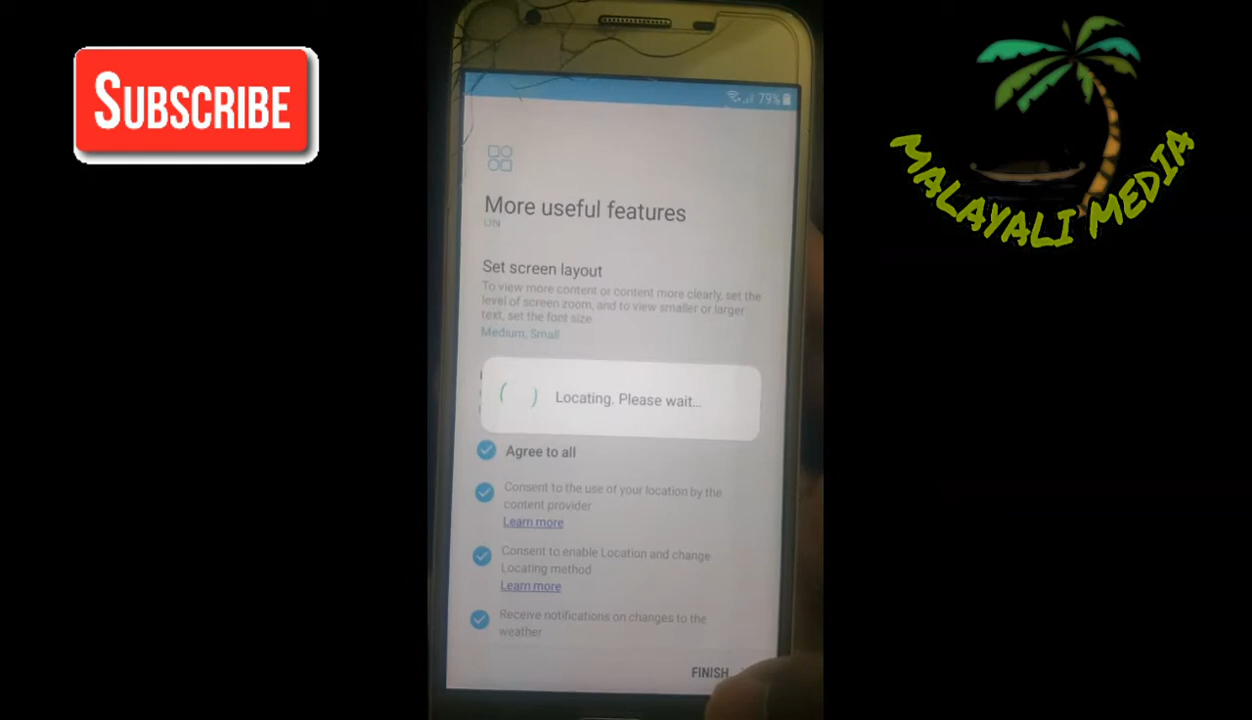 SUBSCRIBE
MALAYALI MEDIA
79%
More useful features
ON
Set screen layout
To view more content or content more clearly, set the
level of screen zoom, and to view smaller or larger
text, set the font size.
Medium, Small
Locating. Please wait...
Agree to all
Consent to the use of your location by the
content provider
Learn more
Consent to enable Location and change
Locating method
Learn more
Receive notifications on changes to the
weather
FINISH